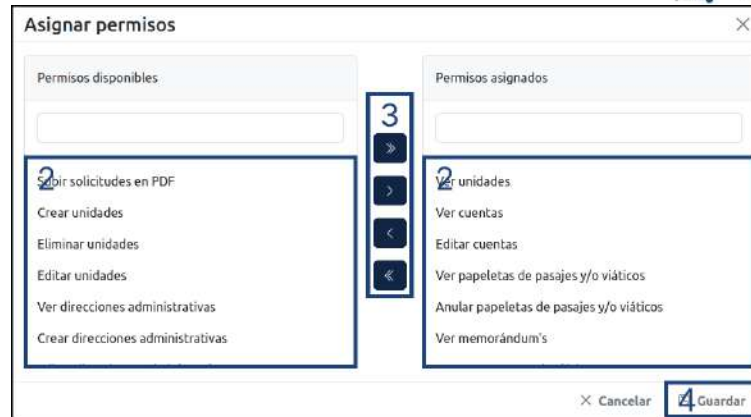 Asignar permisos
Permisos disponibles
Permisos asignados
3
2
Subir solicitudes en PDF
Crear unidades
Eliminar unidades
Editar unidades
Ver direcciones administrativas
Crear direcciones administrativas
2
Ver unidades
Ver cuentas
Editar cuentas
Ver papeletas de pasajes y/o viáticos
Anular papeletas de pasajes y/o viáticos
Ver memorándum's
Cancelar
4
Guardar